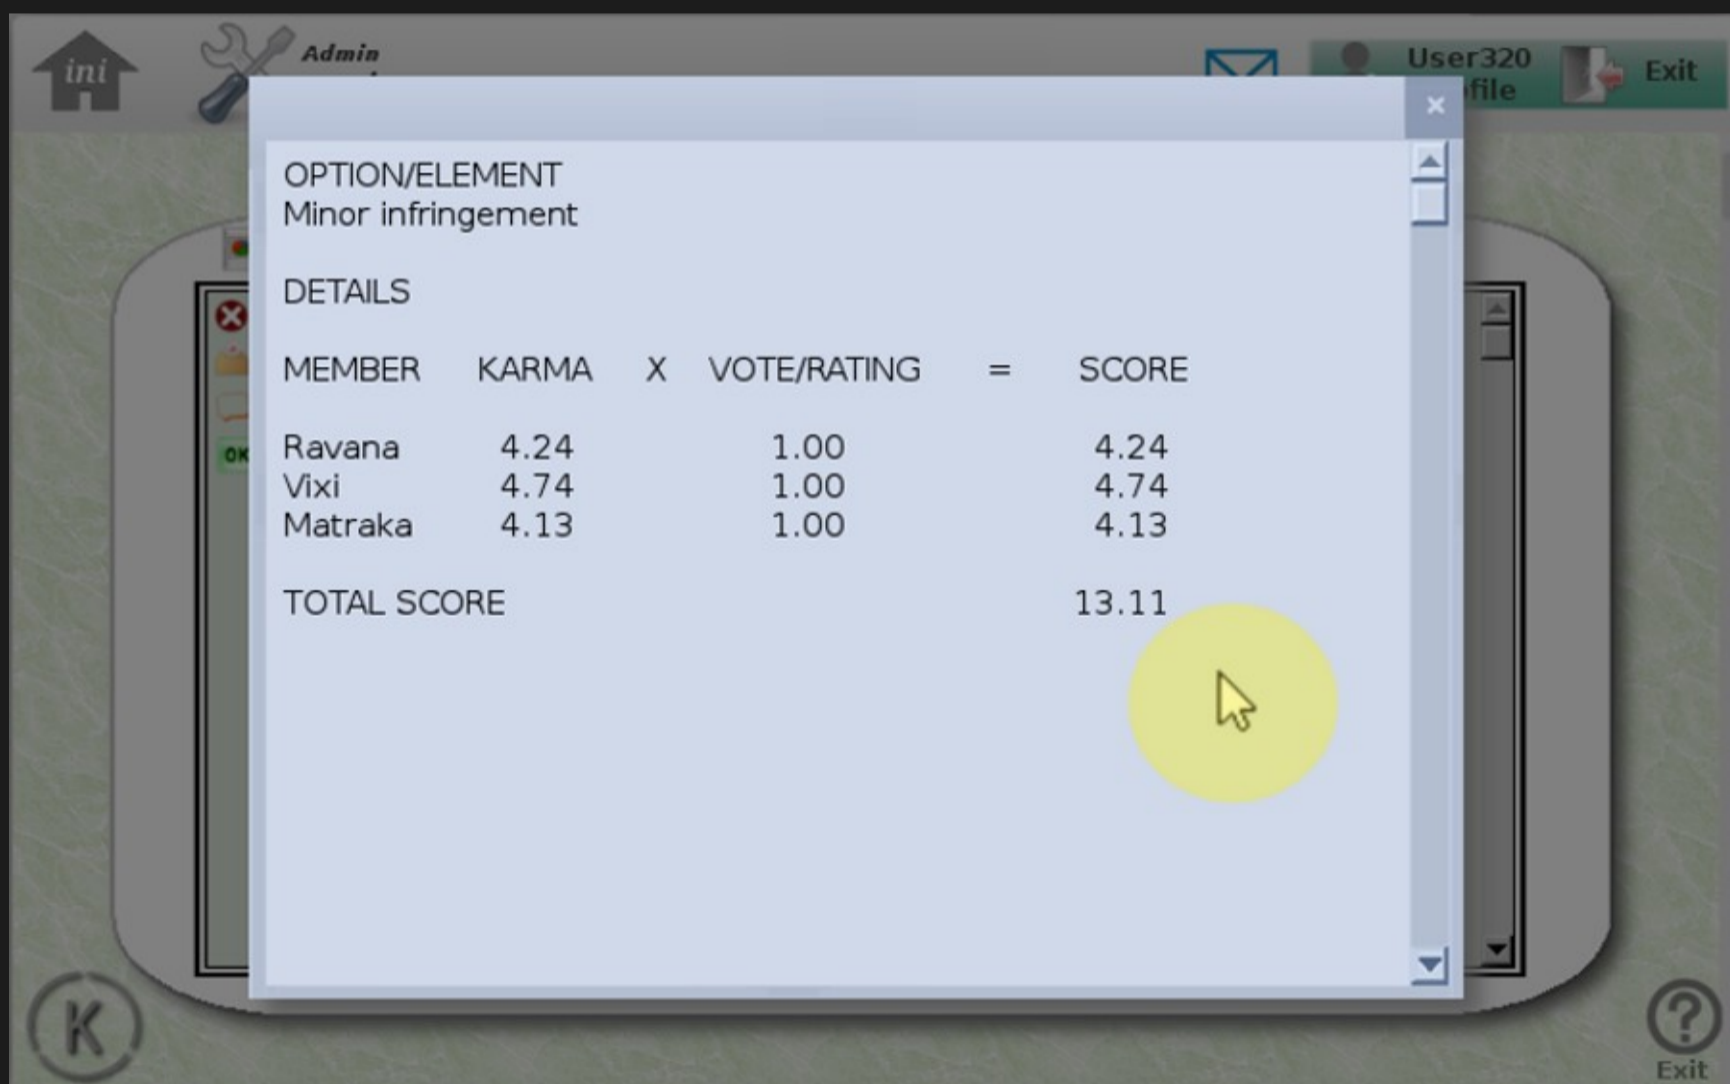 ini
Admin
User320
Exit
×
OPTION/ELEMENT
Minor infringement
DETAILS
MEMBER KARMA X VOTE/RATING = SCORE
Ravana 4.24 1.00 4.24
Vixi 4.74 1.00 4.74
Matraka 4.13 1.00 4.13
TOTAL SCORE 13.11
OK
K
?
Exit